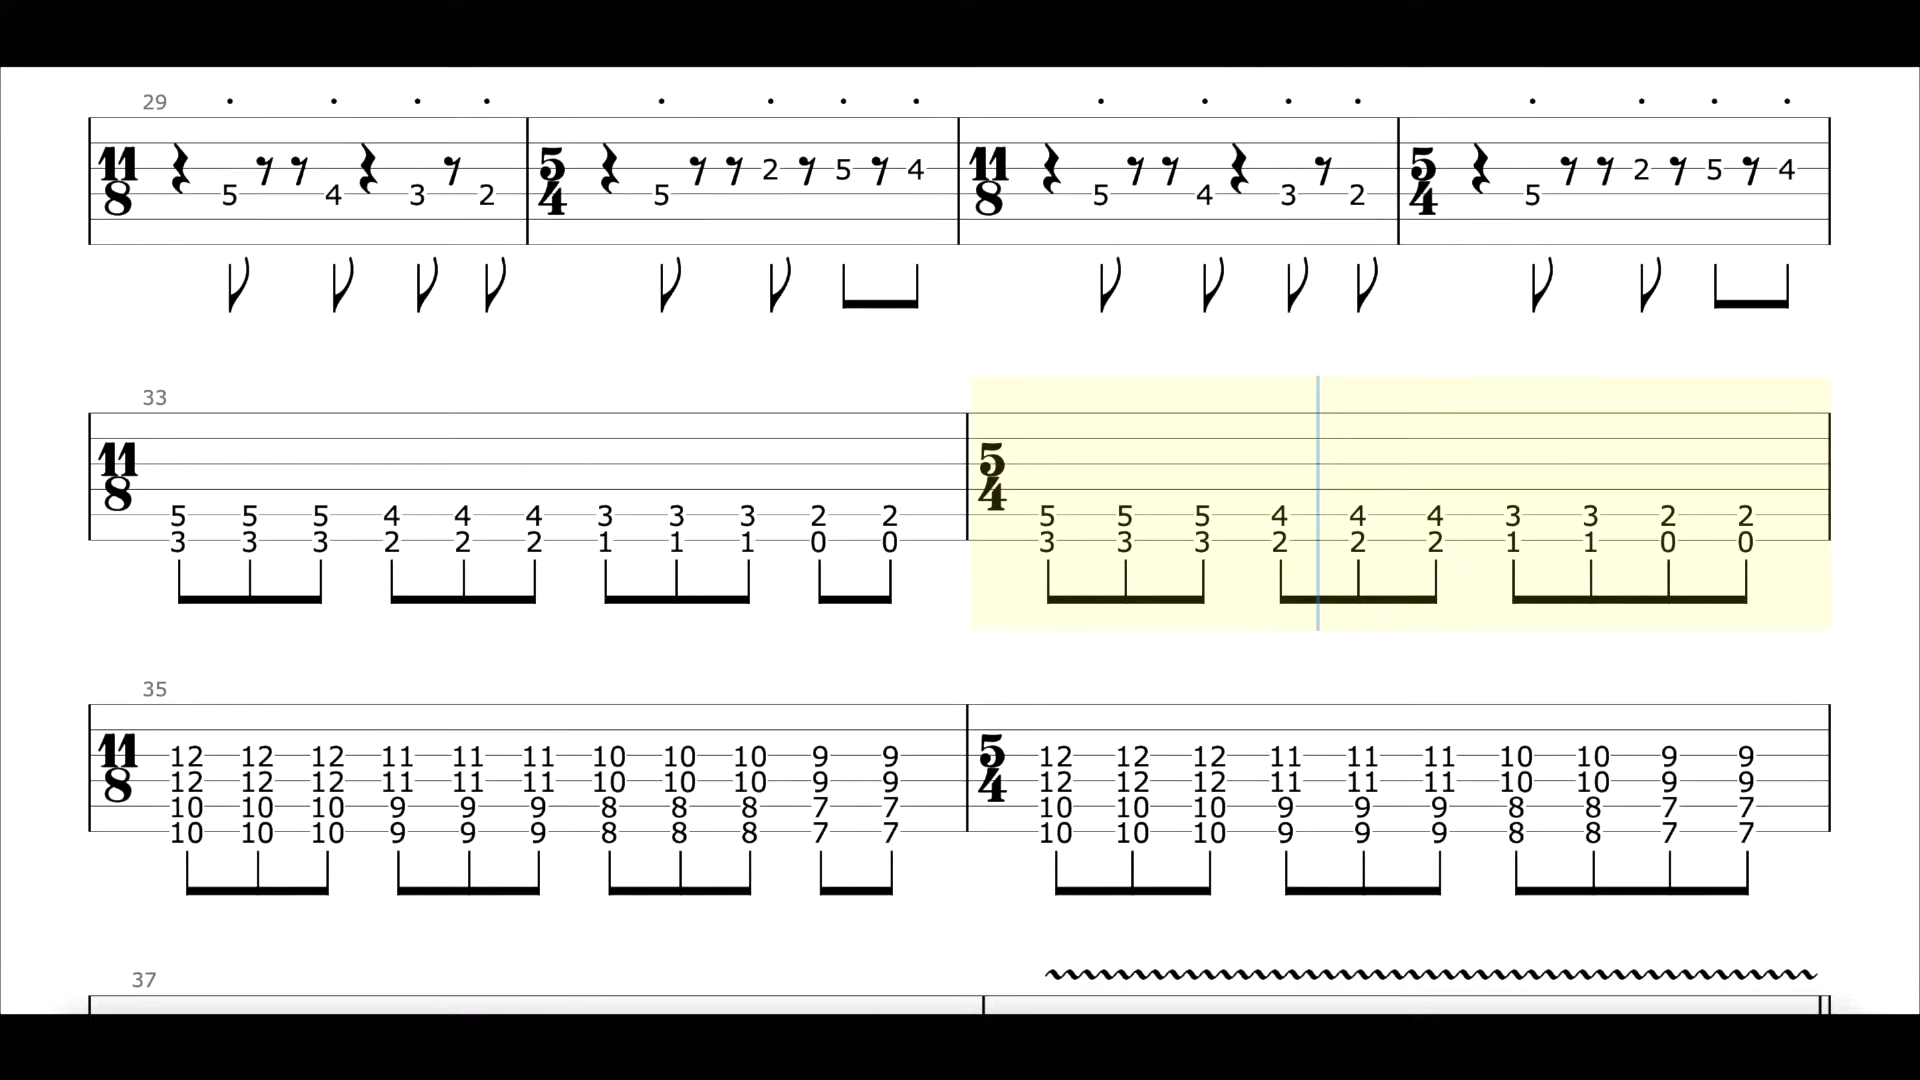 29
11 5 11 5
8 4 8 4
2 5 4 2 5 4
5 4 3 2 5 5 4 3 2 5
33
11 5
8 4
5 5 5 4 4 4 3 3 3 2 2 5 5 5 4 4 4 3 3 2 2
3 3 3 2 2 2 1 1 1 0 0 3 3 3 2 2 2 1 1 0 0
35
11 5
8 4
12 12 12 11 11 11 10 10 10 9 9 12 12 12 11 11 11 10 10 9 9
12 12 12 11 11 11 10 10 10 9 9 12 12 12 11 11 11 10 10 9 9
10 10 10 9 9 9 8 8 8 7 7 10 10 10 9 9 9 8 8 7 7
10 10 10 9 9 9 8 8 8 7 7 10 10 10 9 9 9 8 8 7 7
37